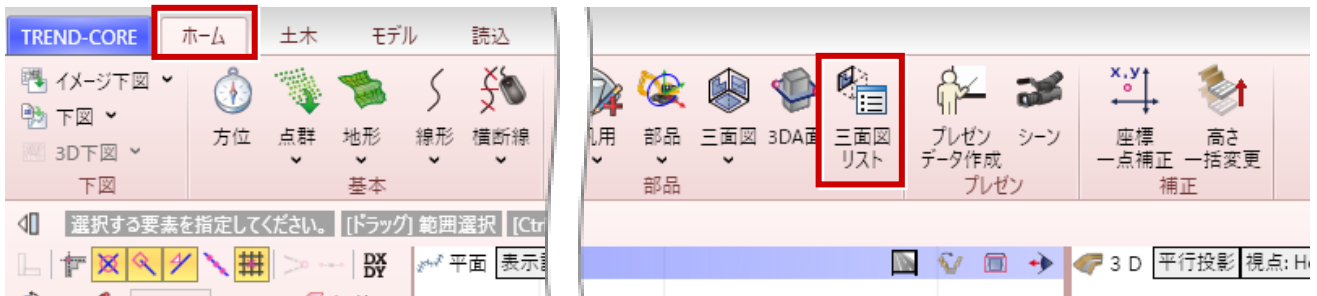 TREND-CORE ホーム 土木 モデル 読込
イメージ下図
下図
3D下図
下図
方位 点群 地形 線形 横断線
基本
用 部品 三面図 3DA面 三面図
リスト
部品
プレゼン
データ作成
シーン
プレゼン
座標
一点補正
高さ
一括変更
補正
選択する要素を指定してください。 [ドラッグ] 範囲選択 [Ctr
DX
DY
平面 表示
3 D 平行投影 視点: H